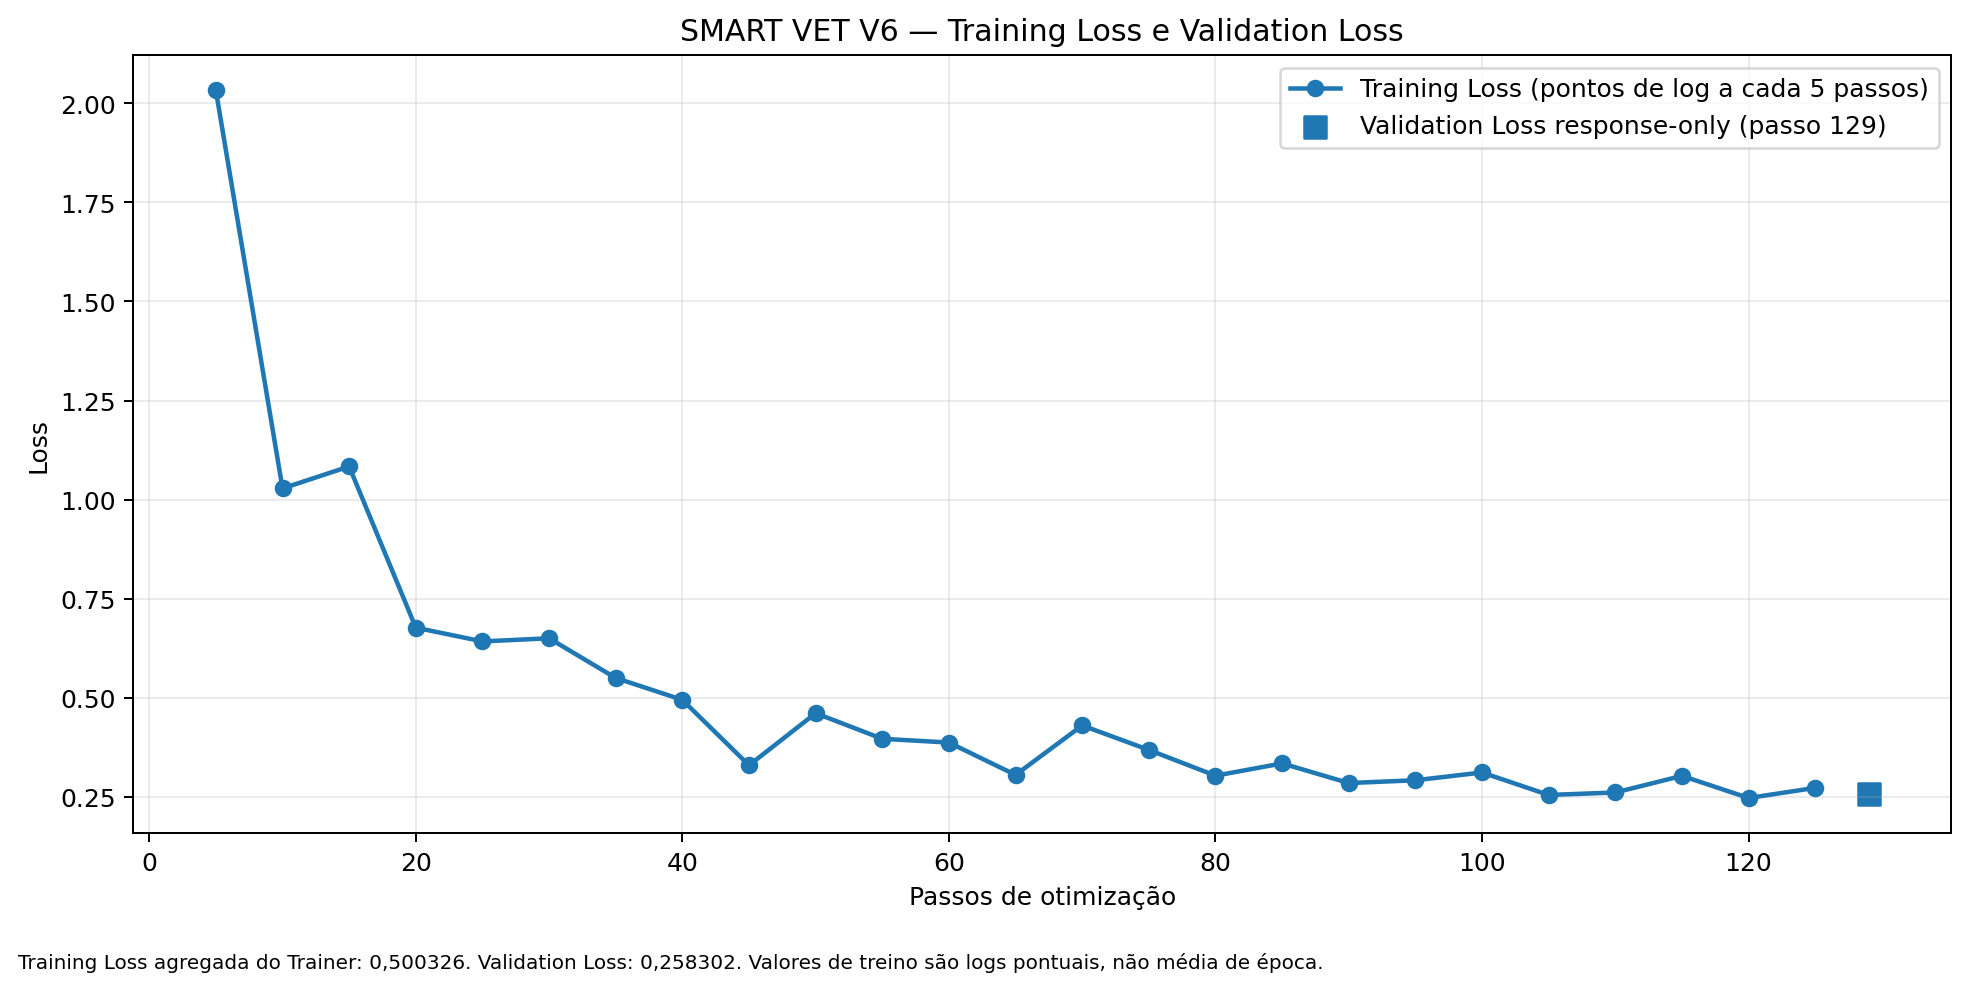 SMART VET V6 — Training Loss e Validation Loss
Training Loss (pontos de log a cada 5 passos)
Validation Loss response-only (passo 129)
2.00
1.75
1.50
1.25
1.00
0.75
0.50
0.25
Loss
0 20 40 60 80 100 120
Passos de otimização
Training Loss agregada do Trainer: 0,500326. Validation Loss: 0,258302. Valores de treino são logs pontuais, não média de época.